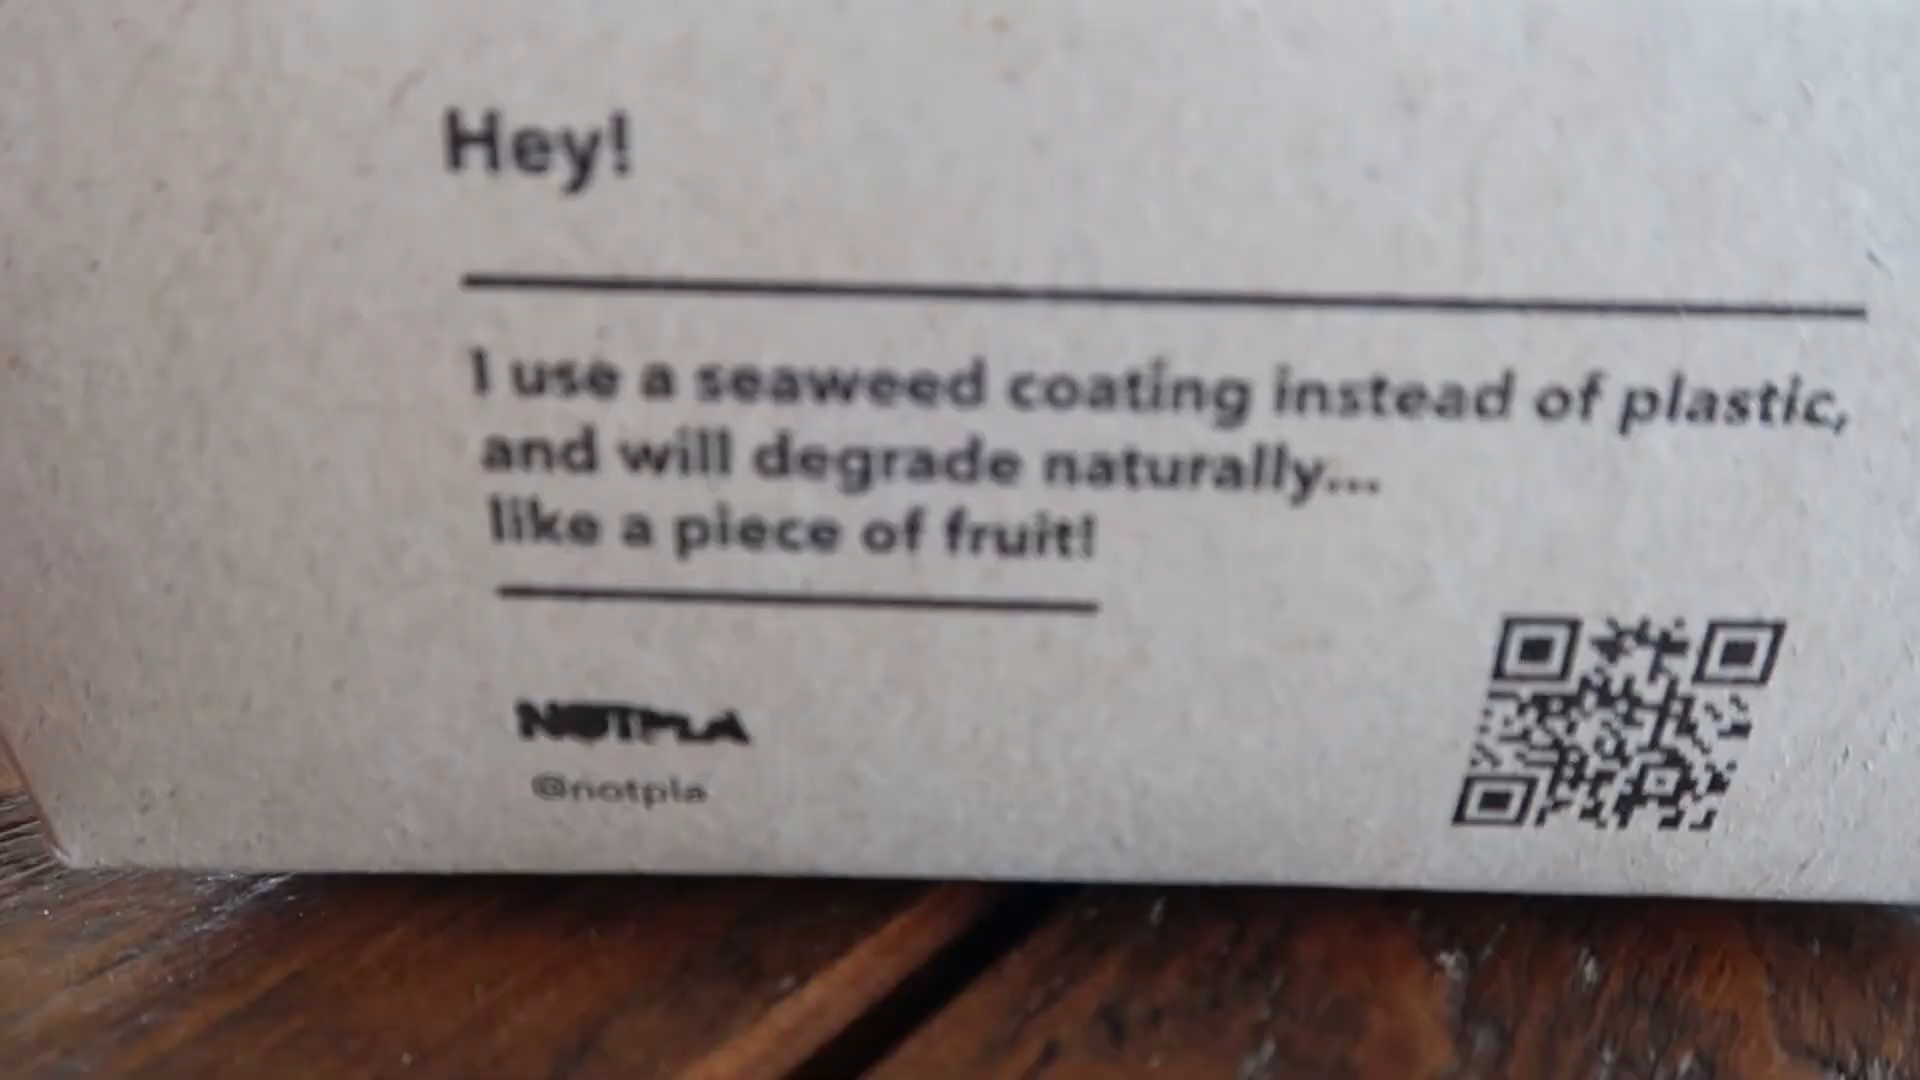 Hey!
I use a seaweed coating instead of plastic,
and will degrade naturally...
like a piece of fruit!
NOTPLA
@notpla